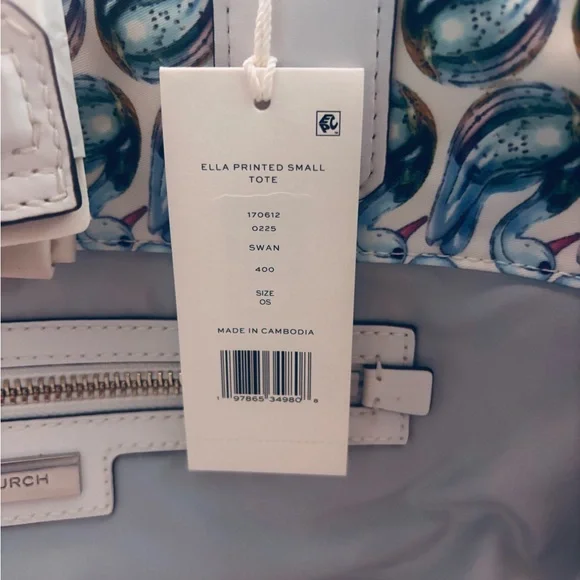 ELLA PRINTED SMALL
TOTE
170612
0225
SWAN
400
SIZE
OS
MADE IN CAMBODIA
1 97865 34980 8
URCH